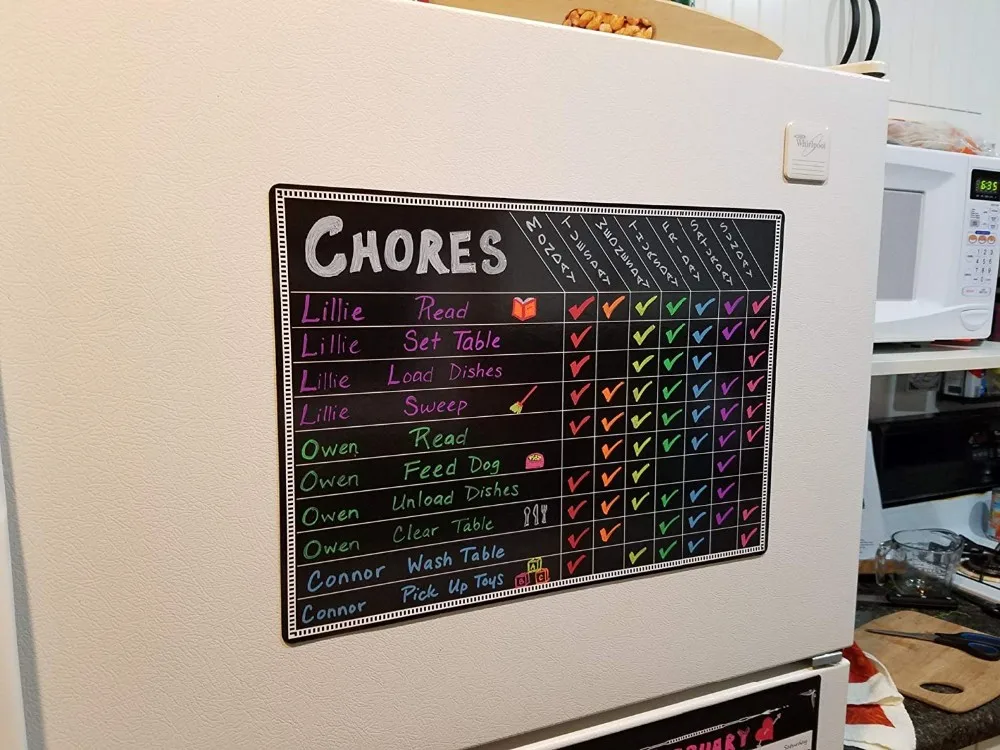 Whirlpool
6:35
CHORES
MONDAY
TUESDAY
WEDNESDAY
THURSDAY
FRIDAY
SATURDAY
SUNDAY
Lillie Read
Lillie Set Table
Lillie Load Dishes
Lillie Sweep
Owen Read
Owen Feed Dog
Owen Unload Dishes
Owen Clear Table
Connor Wash Table
Connor Pick Up Toys
A
B C